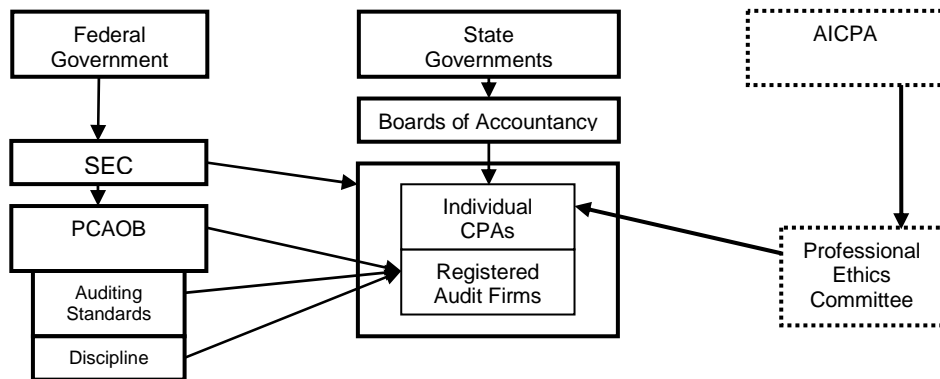 Federal
Government
State
Governments
AICPA
Boards of Accountancy
SEC
Individual
CPAs
PCAOB
Professional
Ethics
Committee
Registered
Audit Firms
Auditing
Standards
Discipline